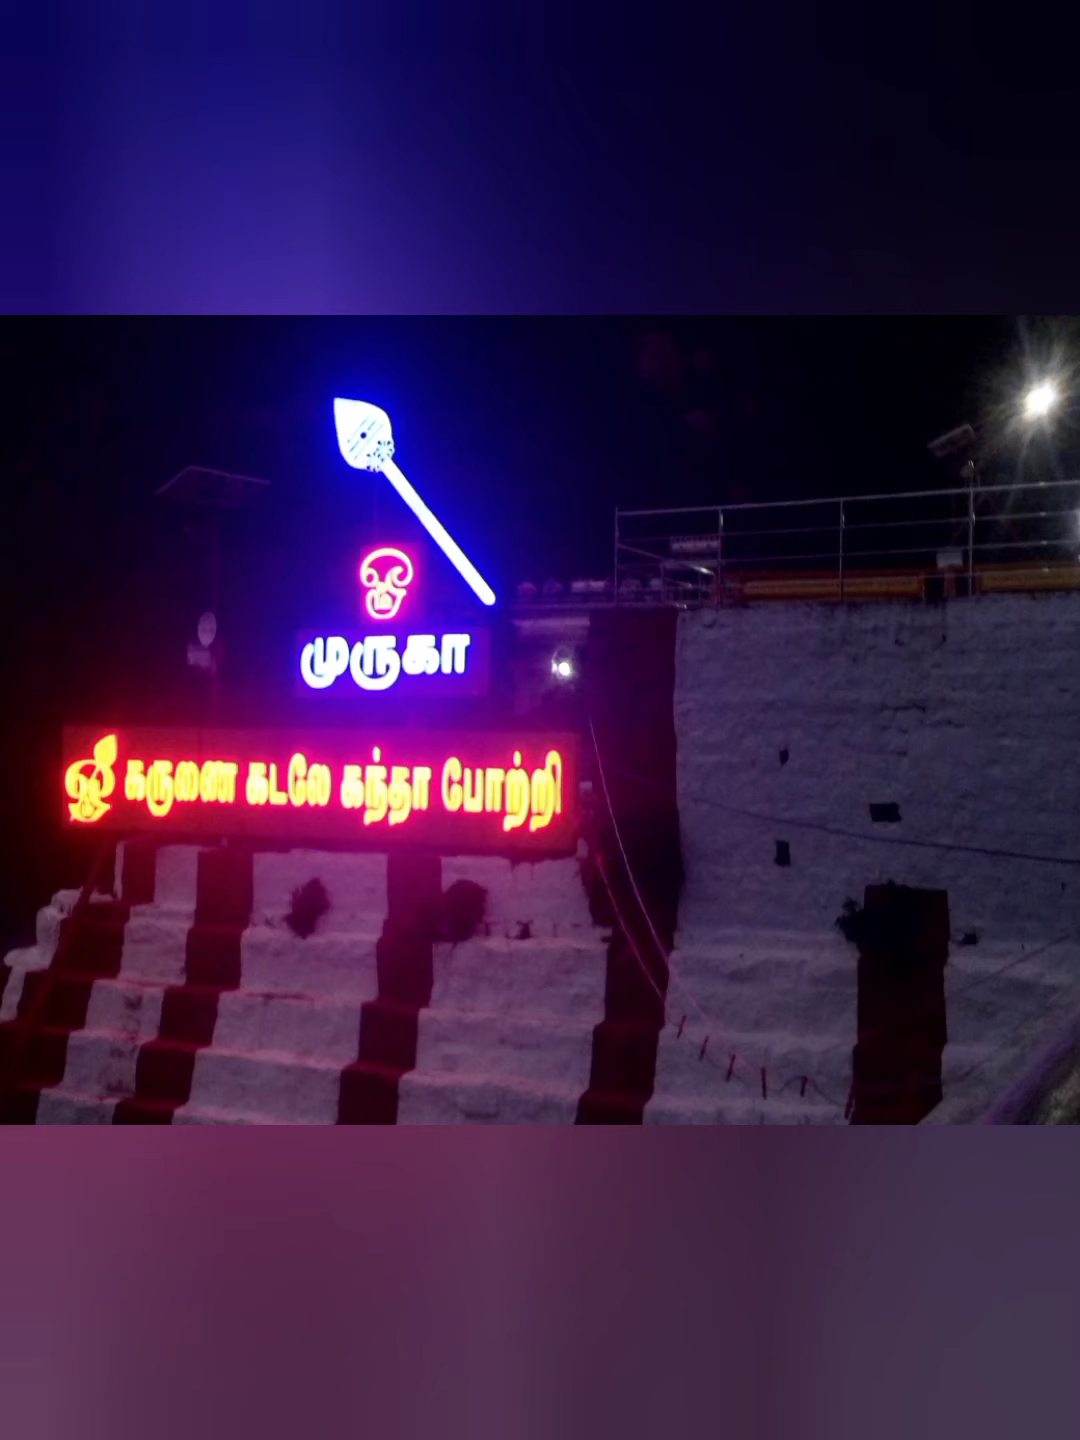 ௐ
முருகா
ௐ கருணை கடலே கந்தா போற்றி